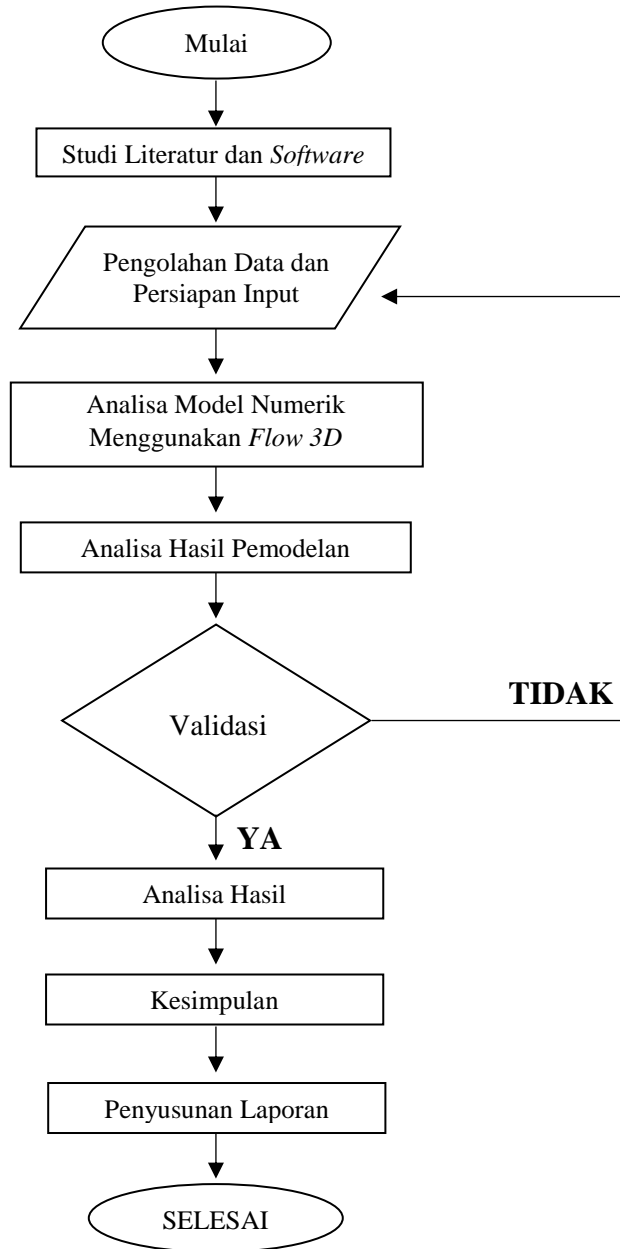 Mulai
Studi Literatur dan Software
Pengolahan Data dan
Persiapan Input
Analisa Model Numerik
Menggunakan Flow 3D
Analisa Hasil Pemodelan
Validasi
TIDAK
YA
Analisa Hasil
Kesimpulan
Penyusunan Laporan
SELESAI